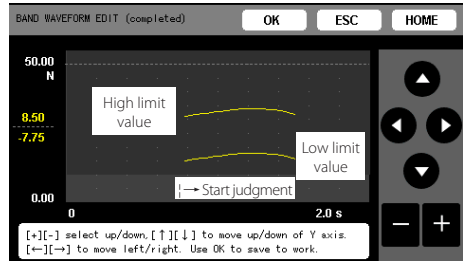 BAND WAVEFORM EDIT (completed)
OK
ESC
HOME
50.00
N
High limit
value
8.50
-7.75
Low limit
value
Start judgment
0.00
0
2.0 s
[+][-] select up/down,[↑][↓] to move up/down of Y axis.
[←][→] to move left/right. Use OK to save to work.